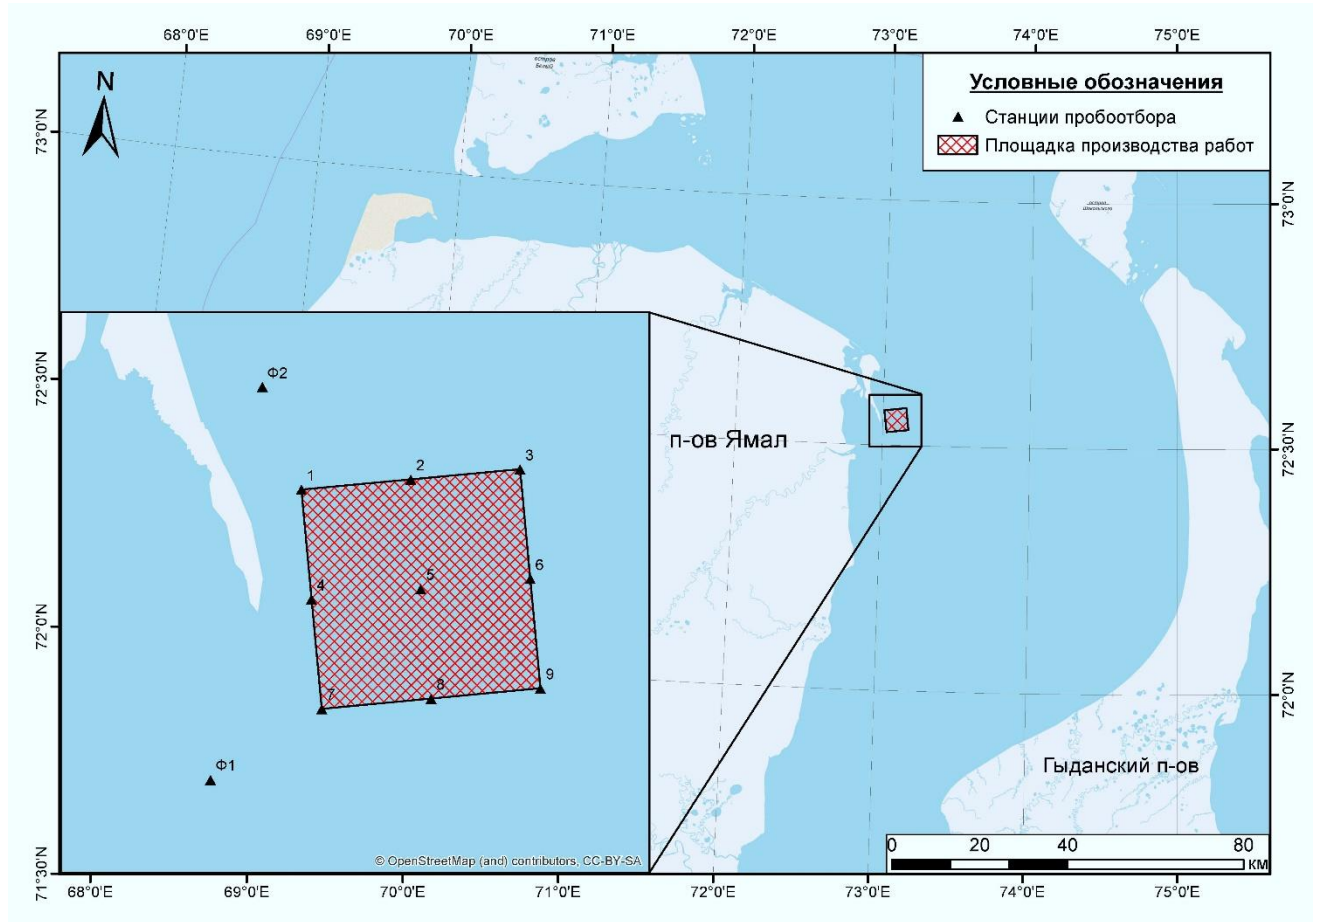 68°0'E 69°0'E 70°0'E 71°0'E 72°0'E 73°0'E 74°0'E 75°0'E
N
остров
Белый
Условные обозначения
Станции пробоотбора
Площадка производства работ
73°0'N
73°0'N
72°30'N
72°30'N
п-ов Ямал
Ф2
1
2
3
4
5
6
7
8
9
Ф1
72°0'N
72°0'N
Гыданский п-ов
© OpenStreetMap (and) contributors, CC-BY-SA
0 20 40 80
КМ
71°30'N
68°0'E 69°0'E 70°0'E 71°0'E 72°0'E 73°0'E 74°0'E 75°0'E